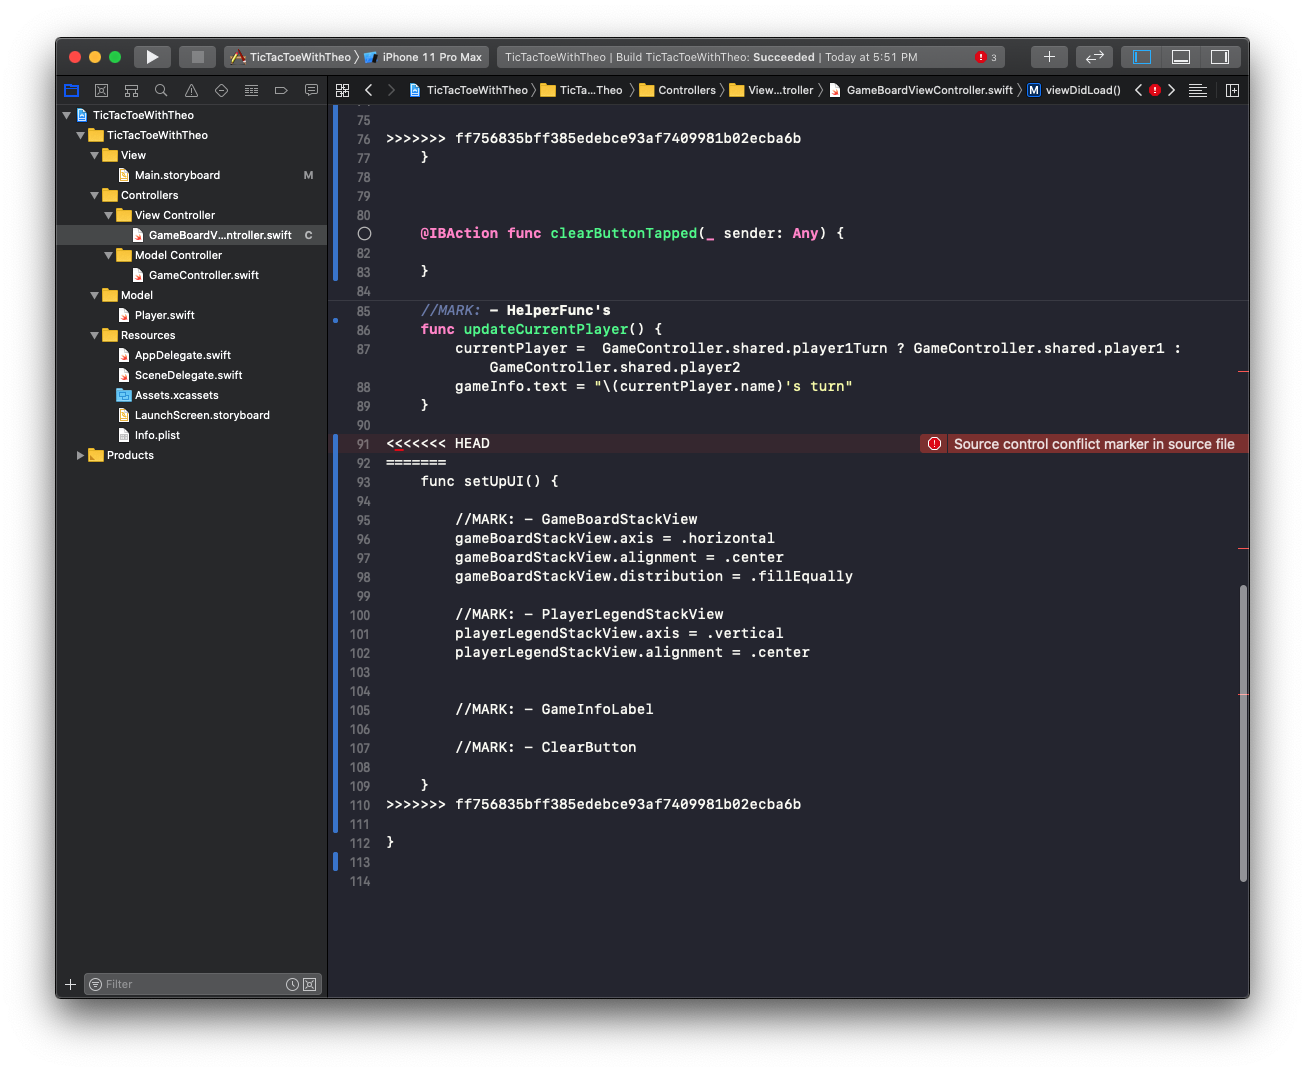 TicTacToeWithTheo 〉 iPhone 11 Pro Max
TicTacToeWithTheo | Build TicTacToeWithTheo: Succeeded | Today at 5:51 PM
3
TicTacToeWithTheo 〉 TicTa...Theo 〉 Controllers 〉 View...troller 〉 GameBoardViewController.swift 〉 M viewDidLoad()
TicTacToeWithTheo
TicTacToeWithTheo
View
Main.storyboard M
Controllers
View Controller
GameBoardV...ntroller.swift C
Model Controller
GameController.swift
Model
Player.swift
Resources
AppDelegate.swift
SceneDelegate.swift
Assets.xcassets
LaunchScreen.storyboard
Info.plist
Products
Filter
75
76 >>>>>>> ff756835bff385edebce93af7409981b02ecba6b
77     }
78
79
80
    @IBAction func clearButtonTapped(_ sender: Any) {
82
83     }
84
85     //MARK: - HelperFunc's
86     func updateCurrentPlayer() {
87         currentPlayer =  GameController.shared.player1Turn ? GameController.shared.player1 :
            GameController.shared.player2
88         gameInfo.text = "\(currentPlayer.name)'s turn"
89     }
90
91 <<<<<<< HEAD Source control conflict marker in source file
92 =======
93     func setUpUI() {
94
95         //MARK: - GameBoardStackView
96         gameBoardStackView.axis = .horizontal
97         gameBoardStackView.alignment = .center
98         gameBoardStackView.distribution = .fillEqually
99
100         //MARK: - PlayerLegendStackView
101         playerLegendStackView.axis = .vertical
102         playerLegendStackView.alignment = .center
103
104
105         //MARK: - GameInfoLabel
106
107         //MARK: - ClearButton
108
109     }
110 >>>>>>> ff756835bff385edebce93af7409981b02ecba6b
111
112 }
113
114